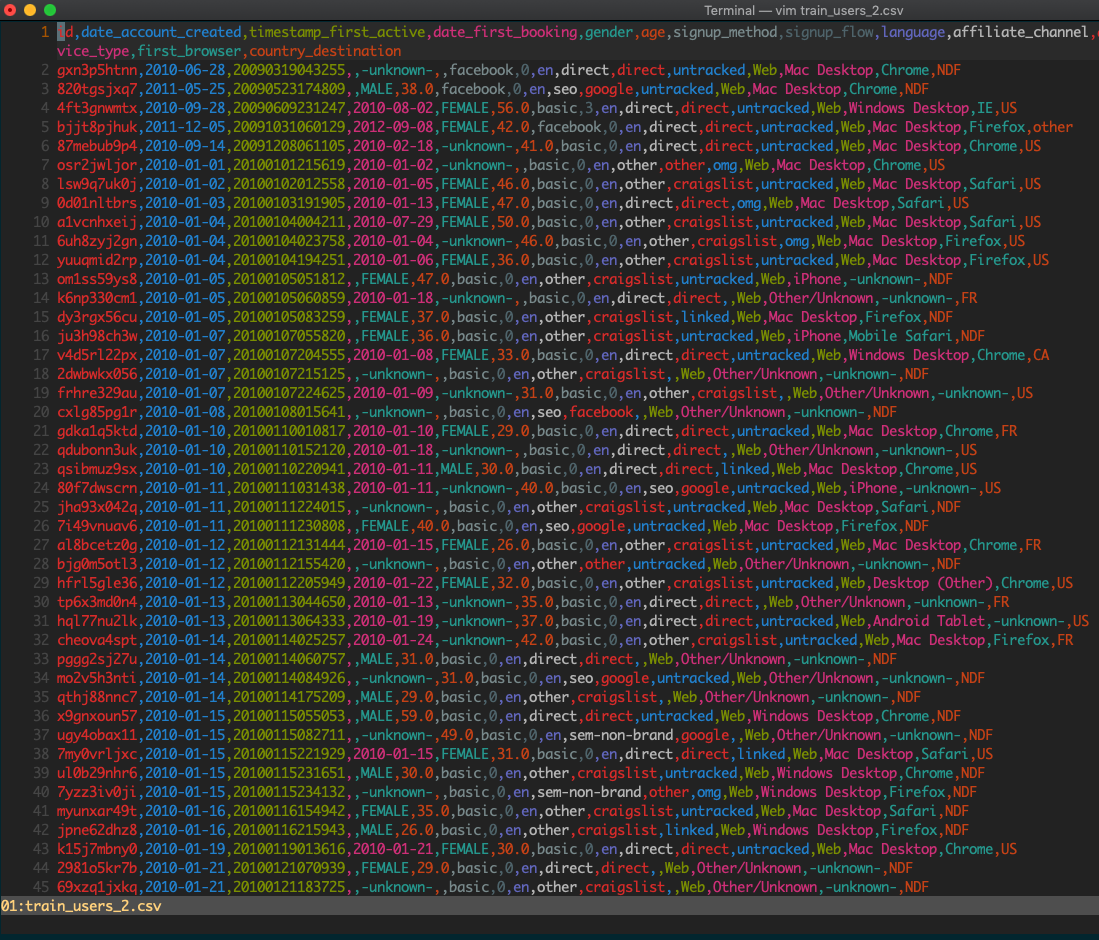 Terminal — vim train_users_2.csv
1 id,date_account_created,timestamp_first_active,date_first_booking,gender,age,signup_method,signup_flow,language,affiliate_channel,
vice_type,first_browser,country_destination
2 gxn3p5htnn,2010-06-28,20090319043255,,-unknown-,,facebook,0,en,direct,direct,untracked,Web,Mac Desktop,Chrome,NDF
3 820tgsjxq7,2011-05-25,20090523174809,,MALE,38.0,facebook,0,en,seo,google,untracked,Web,Mac Desktop,Chrome,NDF
4 4ft3gnwmtx,2010-09-28,20090609231247,2010-08-02,FEMALE,56.0,basic,3,en,direct,direct,untracked,Web,Windows Desktop,IE,US
5 bjjt8pjhuk,2011-12-05,20091031060129,2012-09-08,FEMALE,42.0,facebook,0,en,direct,direct,untracked,Web,Mac Desktop,Firefox,other
6 87mebub9p4,2010-09-14,20091208061105,2010-02-18,-unknown-,41.0,basic,0,en,direct,direct,untracked,Web,Mac Desktop,Chrome,US
7 osr2jwljor,2010-01-01,20100101215619,2010-01-02,-unknown-,,basic,0,en,other,other,omg,Web,Mac Desktop,Chrome,US
8 lsw9q7uk0j,2010-01-02,20100102012558,2010-01-05,FEMALE,46.0,basic,0,en,other,craigslist,untracked,Web,Mac Desktop,Safari,US
9 0d01nltbrs,2010-01-03,20100103191905,2010-01-13,FEMALE,47.0,basic,0,en,direct,direct,omg,Web,Mac Desktop,Safari,US
10 a1vcnhxeij,2010-01-04,20100104004211,2010-07-29,FEMALE,50.0,basic,0,en,other,craigslist,untracked,Web,Mac Desktop,Safari,US
11 6uh8zyj2gn,2010-01-04,20100104023758,2010-01-04,-unknown-,46.0,basic,0,en,other,craigslist,omg,Web,Mac Desktop,Firefox,US
12 yuuqmid2rp,2010-01-04,20100104194251,2010-01-06,FEMALE,36.0,basic,0,en,other,craigslist,untracked,Web,Mac Desktop,Firefox,US
13 om1ss59ys8,2010-01-05,20100105051812,,FEMALE,47.0,basic,0,en,other,craigslist,untracked,Web,iPhone,-unknown-,NDF
14 k6np330cm1,2010-01-05,20100105060859,2010-01-18,-unknown-,,basic,0,en,direct,direct,,Web,Other/Unknown,-unknown-,FR
15 dy3rgx56cu,2010-01-05,20100105083259,,FEMALE,37.0,basic,0,en,other,craigslist,linked,Web,Mac Desktop,Firefox,NDF
16 ju3h98ch3w,2010-01-07,20100107055820,,FEMALE,36.0,basic,0,en,other,craigslist,untracked,Web,iPhone,Mobile Safari,NDF
17 v4d5rl22px,2010-01-07,20100107204555,2010-01-08,FEMALE,33.0,basic,0,en,direct,direct,untracked,Web,Windows Desktop,Chrome,CA
18 2dwbwkx056,2010-01-07,20100107215125,,-unknown-,,basic,0,en,other,craigslist,,Web,Other/Unknown,-unknown-,NDF
19 frhre329au,2010-01-07,20100107224625,2010-01-09,-unknown-,31.0,basic,0,en,other,craigslist,,Web,Other/Unknown,-unknown-,US
20 cxlg85pg1r,2010-01-08,20100108015641,,-unknown-,,basic,0,en,seo,facebook,,Web,Other/Unknown,-unknown-,NDF
21 gdka1q5ktd,2010-01-10,20100110010817,2010-01-10,FEMALE,29.0,basic,0,en,direct,direct,untracked,Web,Mac Desktop,Chrome,FR
22 qdubonn3uk,2010-01-10,20100110152120,2010-01-18,-unknown-,,basic,0,en,direct,direct,,Web,Other/Unknown,-unknown-,US
23 qsibmuz9sx,2010-01-10,20100110220941,2010-01-11,MALE,30.0,basic,0,en,direct,direct,linked,Web,Mac Desktop,Chrome,US
24 80f7dwscrn,2010-01-11,20100111031438,2010-01-11,-unknown-,40.0,basic,0,en,seo,google,untracked,Web,iPhone,-unknown-,US
25 jha93x042q,2010-01-11,20100111224015,,-unknown-,,basic,0,en,other,craigslist,untracked,Web,Mac Desktop,Safari,NDF
26 7i49vnuav6,2010-01-11,20100111230808,,FEMALE,40.0,basic,0,en,seo,google,untracked,Web,Mac Desktop,Firefox,NDF
27 al8bcetz0g,2010-01-12,20100112131444,2010-01-15,FEMALE,26.0,basic,0,en,other,craigslist,untracked,Web,Mac Desktop,Chrome,FR
28 bjg0m5otl3,2010-01-12,20100112155420,,-unknown-,,basic,0,en,other,other,untracked,Web,Other/Unknown,-unknown-,NDF
29 hfrl5gle36,2010-01-12,20100112205949,2010-01-22,FEMALE,32.0,basic,0,en,other,craigslist,untracked,Web,Desktop (Other),Chrome,US
30 tp6x3md0n4,2010-01-13,20100113044650,2010-01-13,-unknown-,35.0,basic,0,en,direct,direct,,Web,Other/Unknown,-unknown-,FR
31 hql77nu2lk,2010-01-13,20100113064333,2010-01-19,-unknown-,37.0,basic,0,en,direct,direct,untracked,Web,Android Tablet,-unknown-,US
32 cheova4spt,2010-01-14,20100114025257,2010-01-24,-unknown-,42.0,basic,0,en,other,craigslist,untracked,Web,Mac Desktop,Firefox,FR
33 pggg2sj27u,2010-01-14,20100114060757,,MALE,31.0,basic,0,en,direct,direct,,Web,Other/Unknown,-unknown-,NDF
34 mo2v5h3nti,2010-01-14,20100114084926,,-unknown-,31.0,basic,0,en,seo,google,untracked,Web,Other/Unknown,-unknown-,NDF
35 qthj88nnc7,2010-01-14,20100114175209,,MALE,29.0,basic,0,en,other,craigslist,,Web,Other/Unknown,-unknown-,NDF
36 x9gnxoun57,2010-01-15,20100115055053,,MALE,59.0,basic,0,en,direct,direct,untracked,Web,Windows Desktop,Chrome,NDF
37 ugy4obax11,2010-01-15,20100115082711,,-unknown-,49.0,basic,0,en,sem-non-brand,google,,Web,Other/Unknown,-unknown-,NDF
38 7my0vrljxc,2010-01-15,20100115221929,2010-01-15,FEMALE,31.0,basic,0,en,direct,direct,linked,Web,Mac Desktop,Safari,US
39 ul0b29nhr6,2010-01-15,20100115231651,,MALE,30.0,basic,0,en,other,craigslist,untracked,Web,Windows Desktop,Chrome,NDF
40 7yzz3iv0ji,2010-01-15,20100115234132,,-unknown-,,basic,0,en,sem-non-brand,other,omg,Web,Windows Desktop,Firefox,NDF
41 myunxar49t,2010-01-16,20100116154942,,FEMALE,35.0,basic,0,en,other,craigslist,untracked,Web,Mac Desktop,Safari,NDF
42 jpne62dhz8,2010-01-16,20100116215943,,MALE,26.0,basic,0,en,other,craigslist,linked,Web,Windows Desktop,Firefox,NDF
43 k15j7mbny0,2010-01-19,20100119013616,2010-01-21,FEMALE,30.0,basic,0,en,direct,direct,untracked,Web,Mac Desktop,Chrome,US
44 2981o5kr7b,2010-01-21,20100121070939,,FEMALE,29.0,basic,0,en,direct,direct,,Web,Other/Unknown,-unknown-,NDF
45 69xzq1jxkq,2010-01-21,20100121183725,,-unknown-,,basic,0,en,other,craigslist,,Web,Other/Unknown,-unknown-,NDF
01:train_users_2.csv